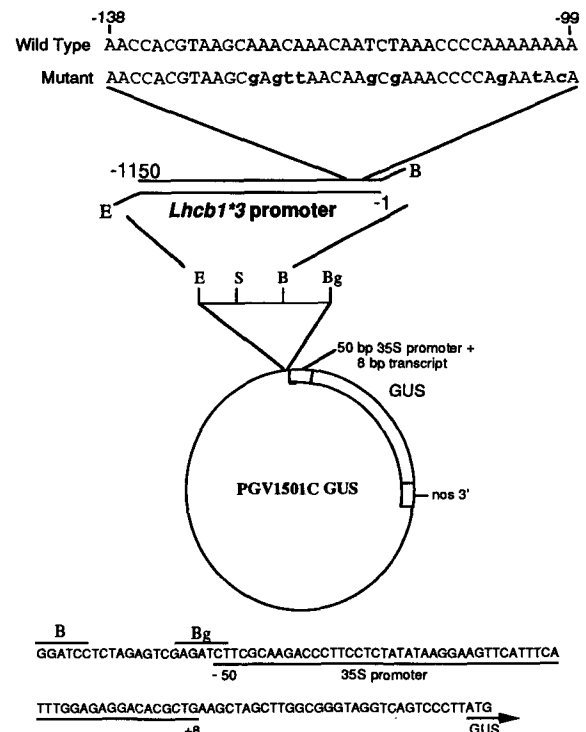 -138 -99
Wild Type AACCACGTAAGCAAACAAACAATCTAAACCCCAAAAAAAA
Mutant AACCACGTAAGCgAgttAACAAgCgAAACCCCAgAAtAcA
-1150 B
E Lhcb1*3 promoter -1
E S B Bg
50 bp 35S promoter +
8 bp transcript
GUS
PGV1501C GUS
nos 3'
B Bg
GGATCCTCTAGAGTCGAGATCTTCGCAAGACCCTTCCTCTATATAAGGAAGTTCATTTCA
- 50 35S promoter
TTTGGAGAGGACACGCTGAAGCTAGCTTGGCGGGTAGGTCAGTCCCTTATG
+8 GUS